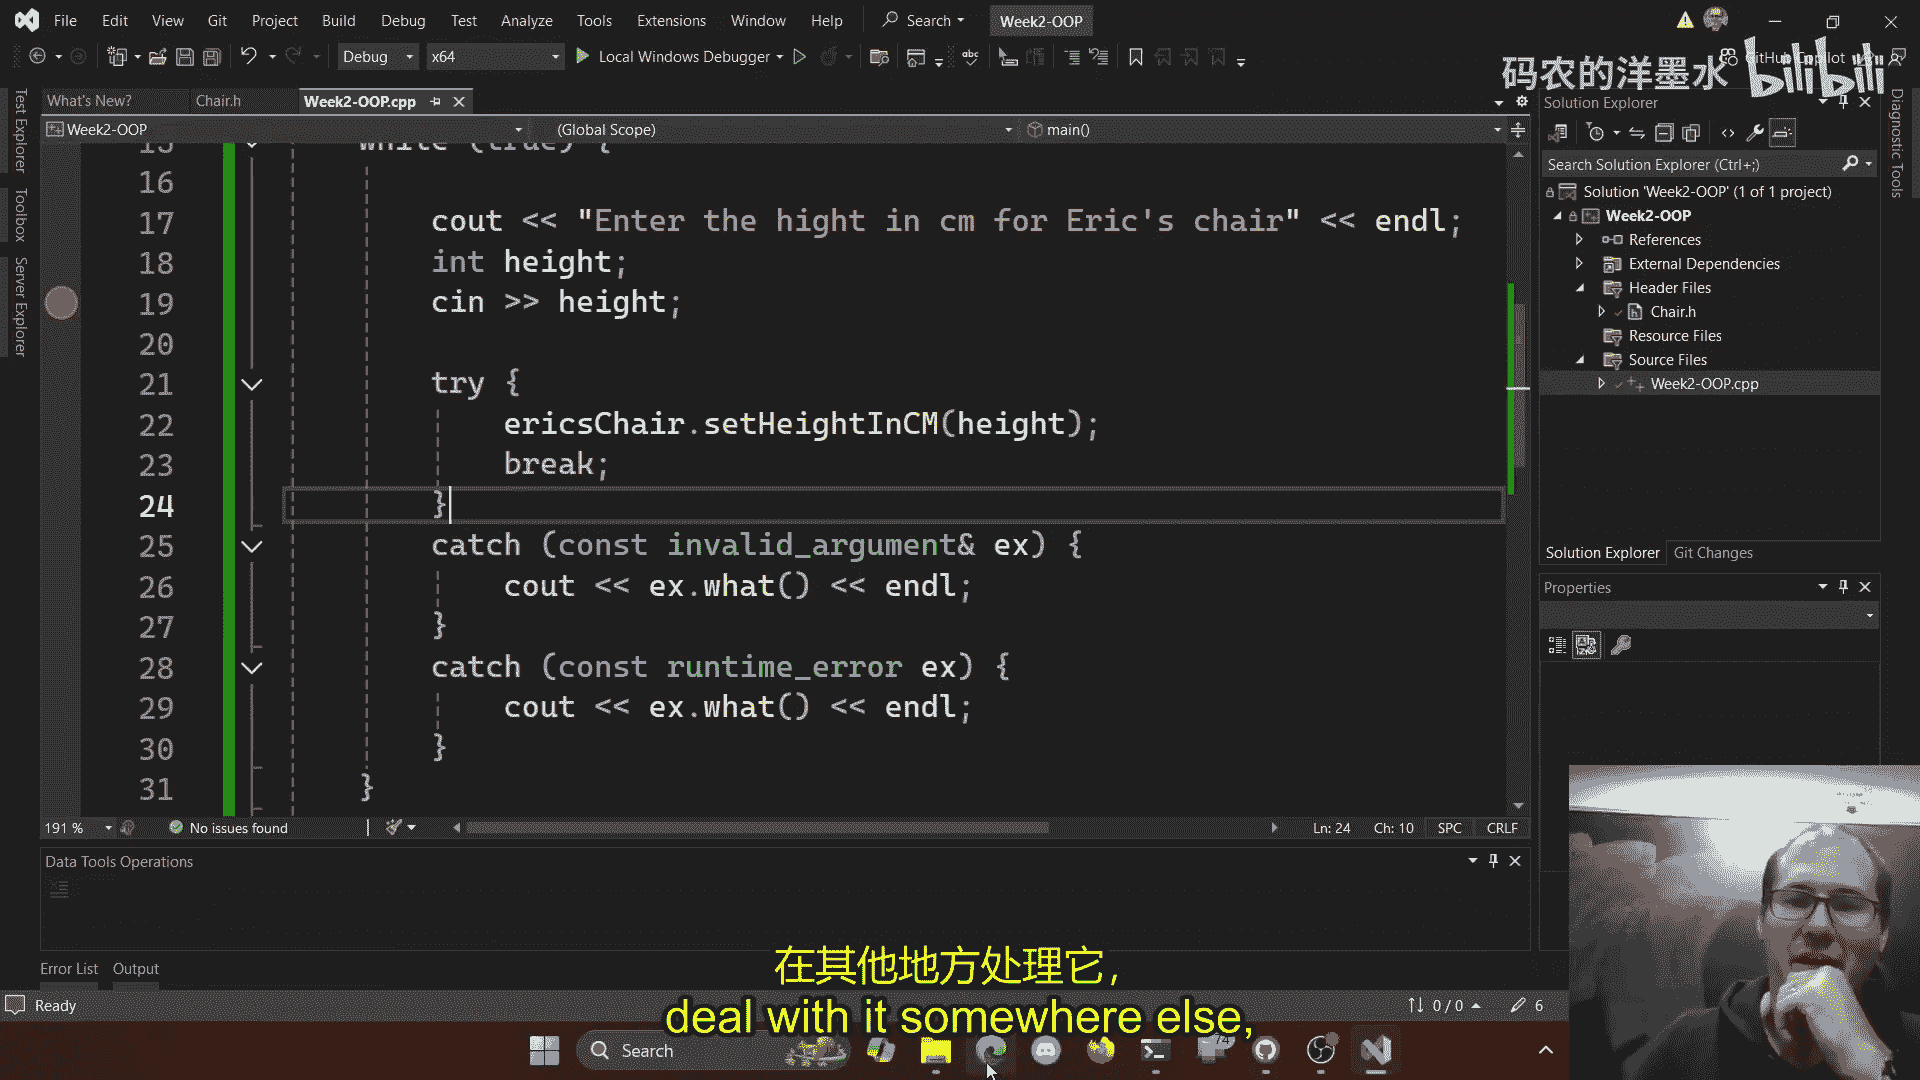 File Edit View Git Project Build Debug Test Analyze Tools Extensions Window Help Search Week2-OOP
Debug x64 Local Windows Debugger
码农的洋墨水 bilibili
What's New? Chair.h Week2-OOP.cpp
Week2-OOP (Global Scope) main()
Test Explorer
Toolbox
Server Explorer
16
17 cout << "Enter the hight in cm for Eric's chair" << endl;
18 int height;
19 cin >> height;
20
21 try {
22 ericsChair.setHeightInCM(height);
23 break;
24 }
25 catch (const invalid_argument& ex) {
26 cout << ex.what() << endl;
27 }
28 catch (const runtime_error ex) {
29 cout << ex.what() << endl;
30 }
31 }
191 % No issues found Ln: 24 Ch: 10 SPC CRLF
Solution Explorer
Search Solution Explorer (Ctrl+;)
Solution 'Week2-OOP' (1 of 1 project)
Week2-OOP
References
External Dependencies
Header Files
Chair.h
Resource Files
Source Files
Week2-OOP.cpp
Solution Explorer Git Changes
Properties
Diagnostic Tools
Data Tools Operations
Error List Output
Ready 0 / 0 6
在其他地方处理它，
deal with it somewhere else,
Search